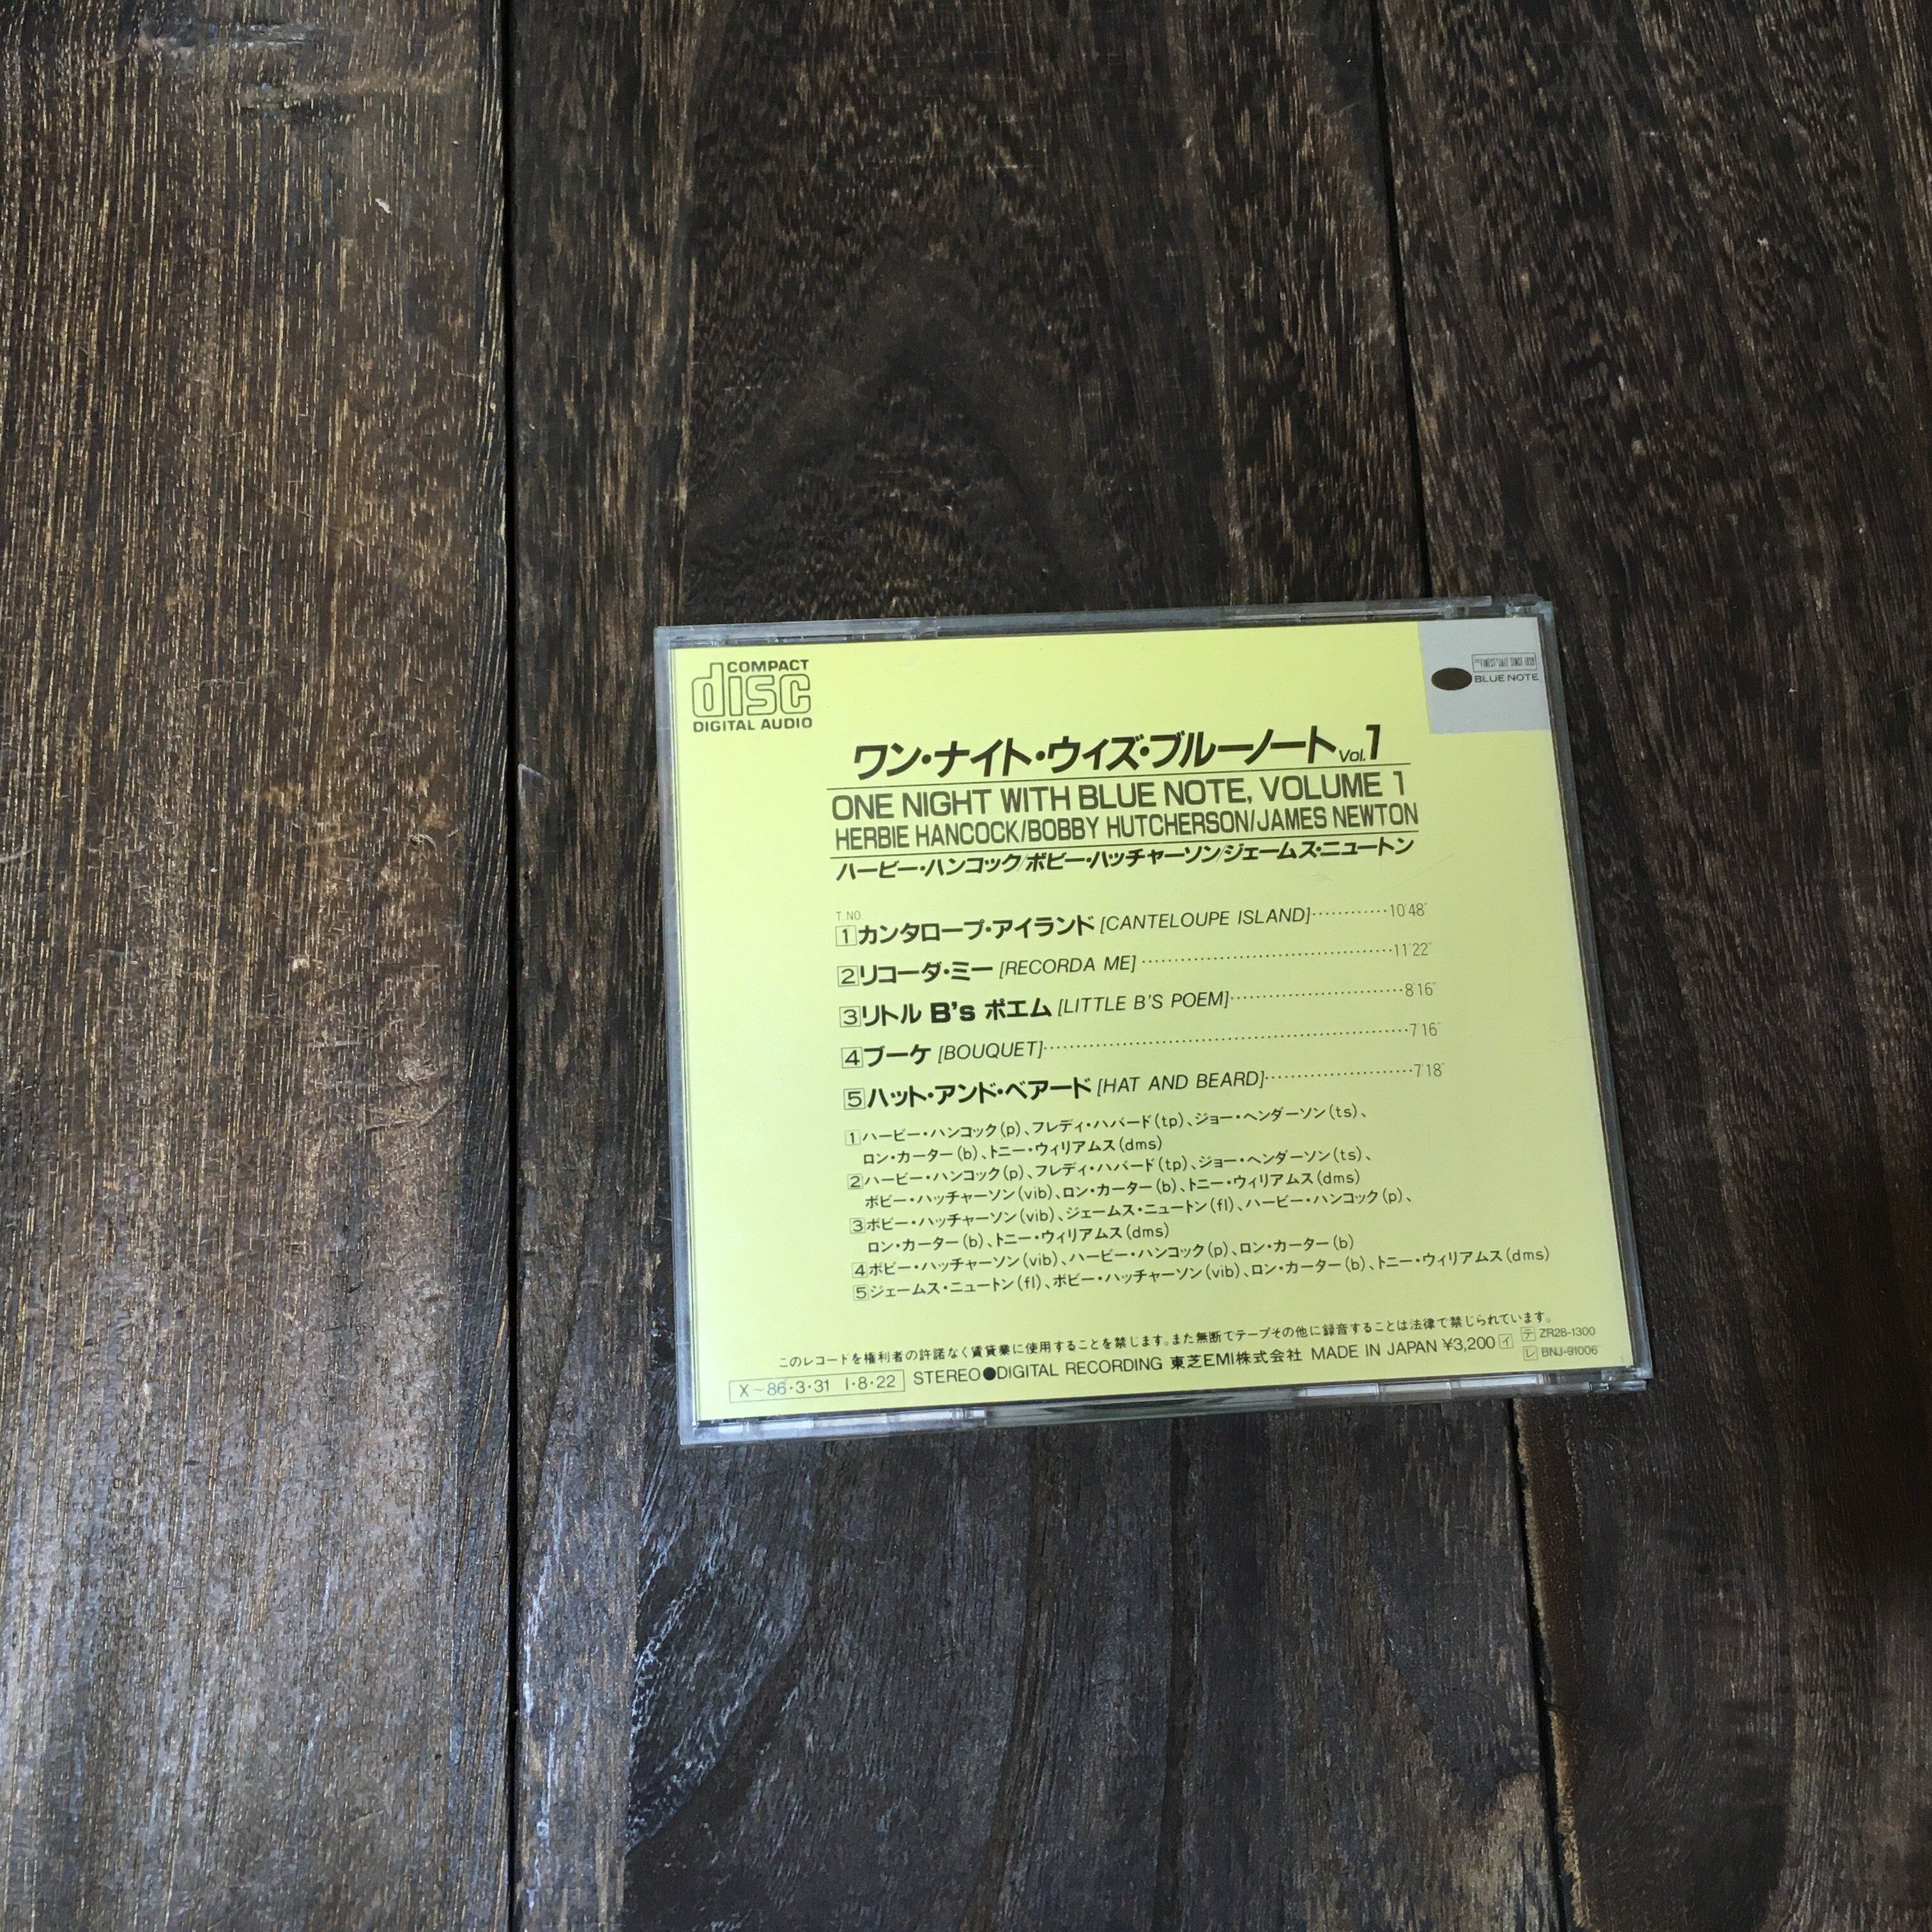 COMPACT
disc
DIGITAL AUDIO
THE FINEST IN JAZZ SINCE 1939
BLUE NOTE
ワン・ナイト・ウィズ・ブルーノートVol.1
ONE NIGHT WITH BLUE NOTE, VOLUME 1
HERBIE HANCOCK/BOBBY HUTCHERSON/JAMES NEWTON
ハービー・ハンコック/ボビー・ハッチャーソン/ジェームス・ニュートン
T.NO.
1カンタロープ・アイランド [CANTELOUPE ISLAND]............10'48"
2リコーダ・ミー [RECORDA ME]............11'22"
3リトル B's ポエム [LITTLE B'S POEM]............8'16"
4ブーケ [BOUQUET]............7'16"
5ハット・アンド・ベアード [HAT AND BEARD]............7'18"
1ハービー・ハンコック(p)、フレディ・ハバード(tp)、ジョー・ヘンダーソン(ts)、
ロン・カーター(b)、トニー・ウィリアムス(dms)
2ハービー・ハンコック(p)、フレディ・ハバード(tp)、ジョー・ヘンダーソン(ts)、
ボビー・ハッチャーソン(vib)、ロン・カーター(b)、トニー・ウィリアムス(dms)
3ボビー・ハッチャーソン(vib)、ジェームス・ニュートン(fl)、ハービー・ハンコック(p)、
ロン・カーター(b)、トニー・ウィリアムス(dms)
4ボビー・ハッチャーソン(vib)、ハービー・ハンコック(p)、ロン・カーター(b)
5ジェームス・ニュートン(fl)、ボビー・ハッチャーソン(vib)、ロン・カーター(b)、トニー・ウィリアムス(dms)
このレコードを権利者の許諾なく賃貸業に使用することを禁じます。また無断でテープその他に録音することは法律で禁じられています。
X-86・3・31 1・8・22 STEREO●DIGITAL RECORDING 東芝EMI株式会社 MADE IN JAPAN ¥3,200 イ テ ZR28-1300
レ BNJ-91006